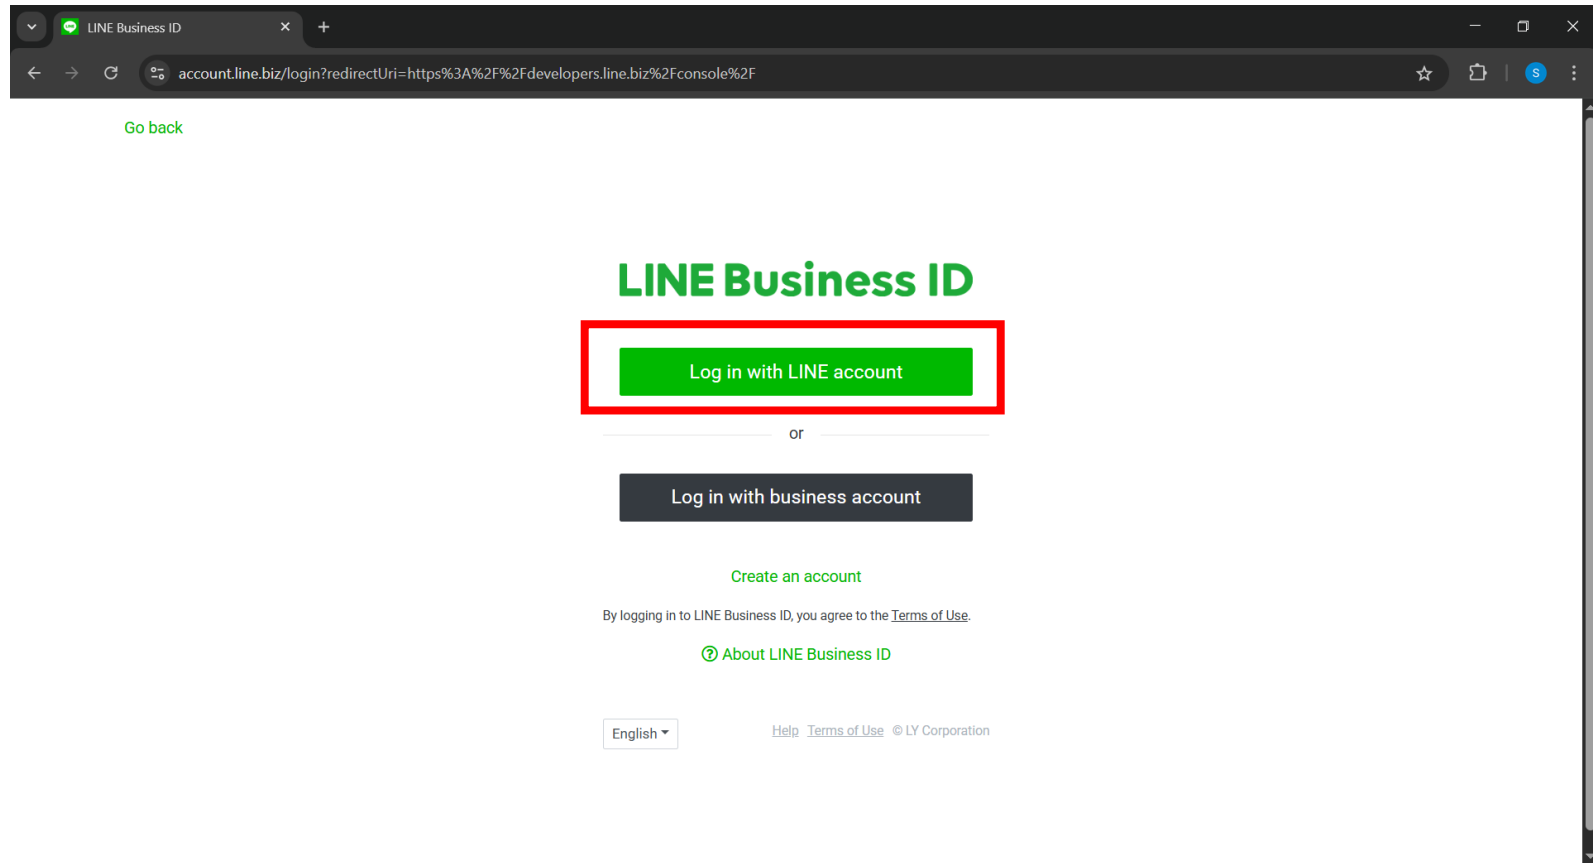 LINE Business ID
account.line.biz/login?redirectUri=https%3A%2F%2Fdevelopers.line.biz%2Fconsole%2F
S
Go back
LINE Business ID
Log in with LINE account
or
Log in with business account
Create an account
By logging in to LINE Business ID, you agree to the Terms of Use.
? About LINE Business ID
English
Help Terms of Use © LY Corporation